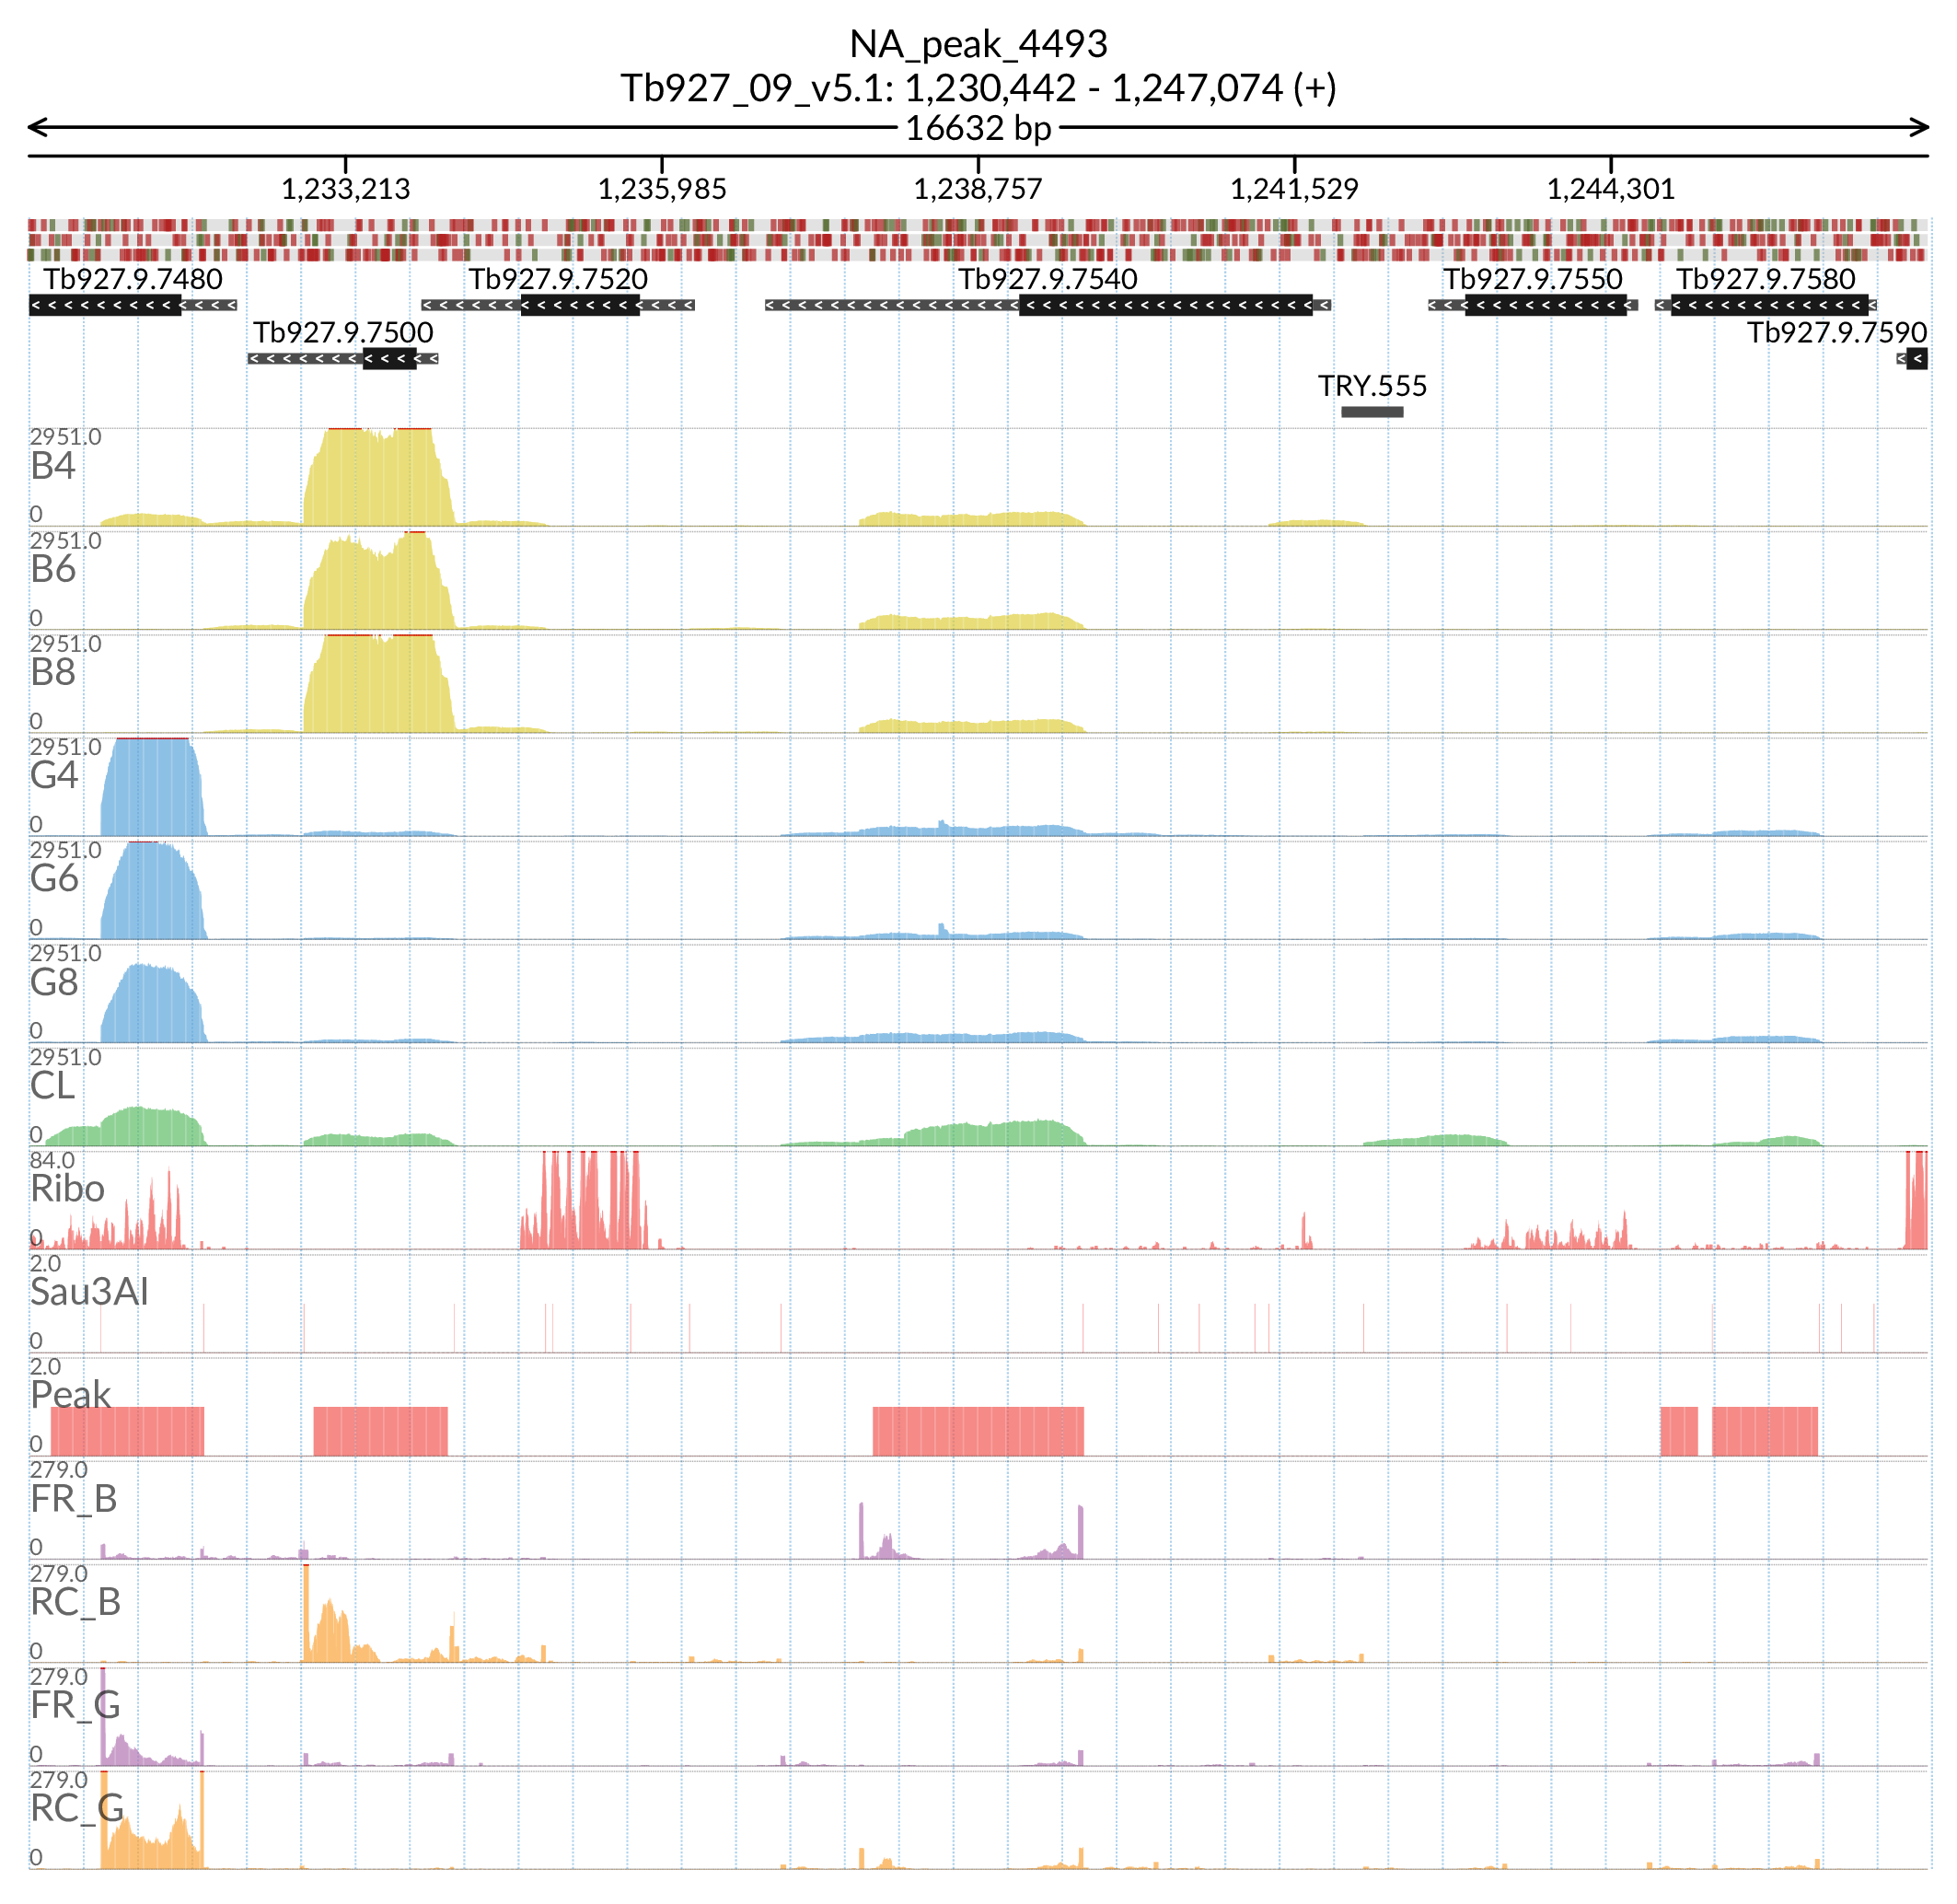 NA_peak_4493
Tb927_09_v5.1: 1,230,442 - 1,247,074 (+)
16632 bp
1,233,213 1,235,985 1,238,757 1,241,529 1,244,301
Tb927.9.7480 Tb927.9.7520 Tb927.9.7540 Tb927.9.7550 Tb927.9.7580
Tb927.9.7500 Tb927.9.7590
TRY.555
2951.0
B4
0
2951.0
B6
0
2951.0
B8
0
2951.0
G4
0
2951.0
G6
0
2951.0
G8
0
2951.0
CL
0
84.0
Ribo
0
2.0
Sau3AI
0
2.0
Peak
0
279.0
FR_B
0
279.0
RC_B
0
279.0
FR_G
0
279.0
RC_G
0